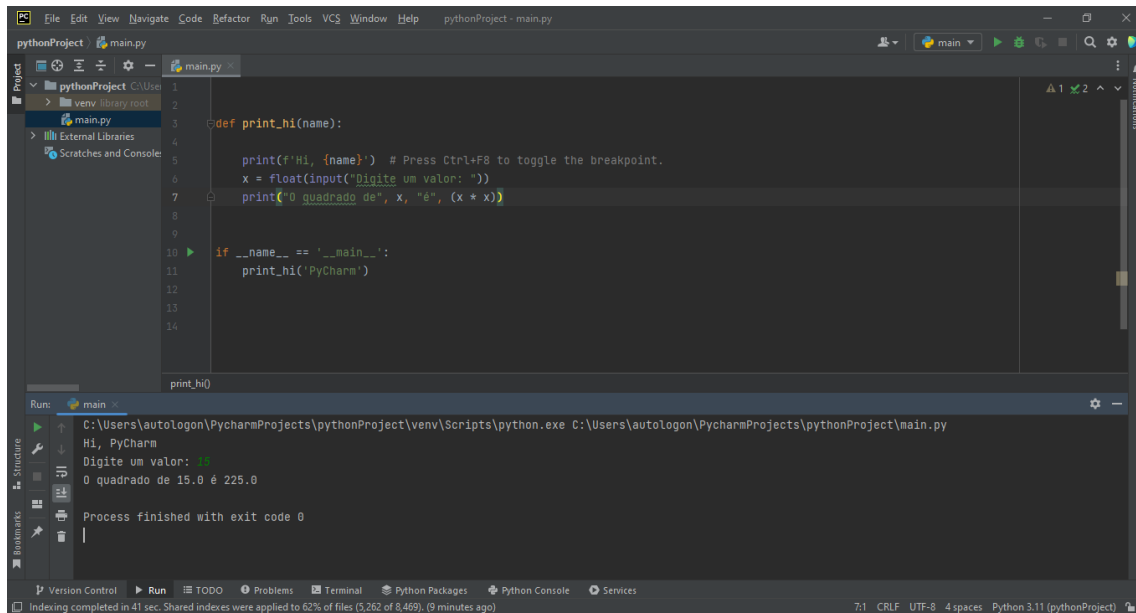 PC File Edit View Navigate Code Refactor Run Tools VCS Window Help pythonProject - main.py
pythonProject main.py main
Project main.py
pythonProject C:\Use 1 1 2
venv library root 2
main.py 3 def print_hi(name):
External Libraries 4
Scratches and Console 5 print(f'Hi, {name}') # Press Ctrl+F8 to toggle the breakpoint.
6 x = float(input("Digite um valor: "))
7 print("O quadrado de", x, "é", (x * x))
8
9
10 if __name__ == '__main__':
11 print_hi('PyCharm')
12
13
14
print_hi()
Run: main
C:\Users\autologon\PycharmProjects\pythonProject\venv\Scripts\python.exe C:\Users\autologon\PycharmProjects\pythonProject\main.py
Hi, PyCharm
Digite um valor: 15
O quadrado de 15.0 é 225.0
Process finished with exit code 0
Structure
Bookmarks
Version Control Run TODO Problems Terminal Python Packages Python Console Services
Indexing completed in 41 sec. Shared indexes were applied to 62% of files (5,262 of 8,469). (9 minutes ago) 7:1 CRLF UTF-8 4 spaces Python 3.11 (pythonProject)